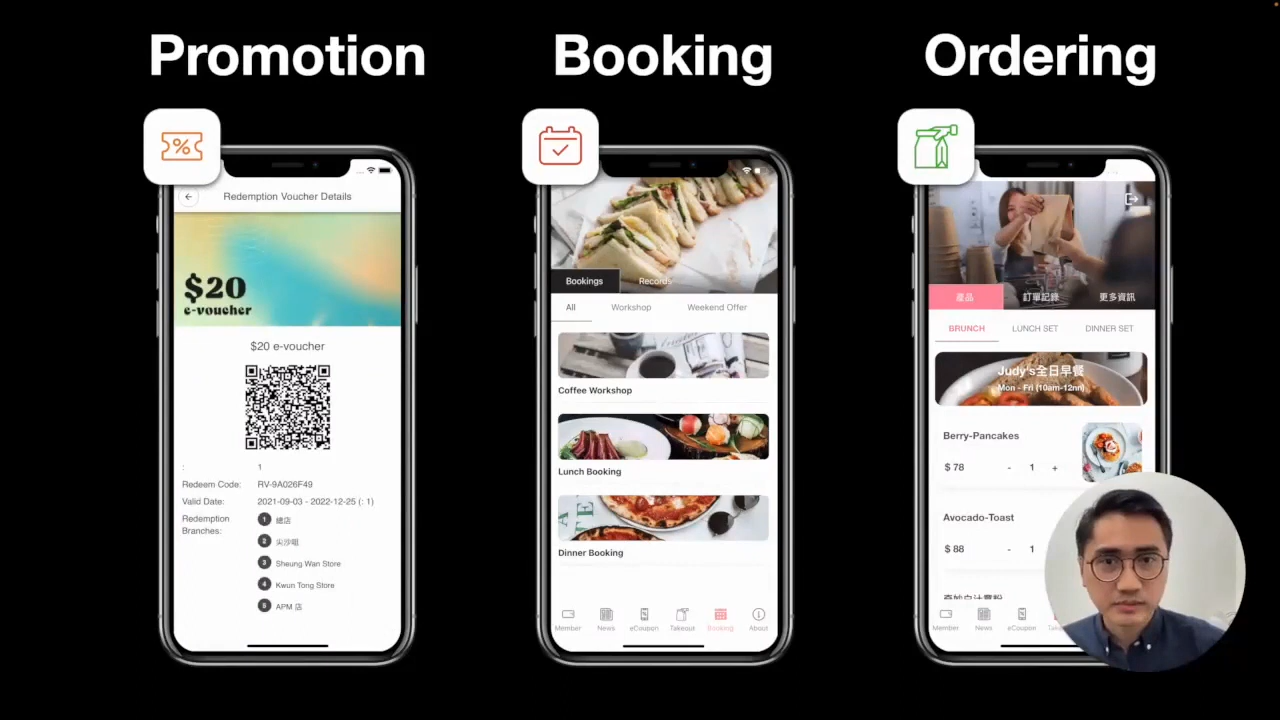 Promotion
Booking
Ordering
%
Redemption Voucher Details
$20
e-voucher
$20 e-voucher
: 1
Redeem Code: RV-9A026F49
Valid Date: 2021-09-03 - 2022-12-25 (: 1)
Redemption Branches:
1 總店
2 尖沙咀
3 Sheung Wan Store
4 Kwun Tong Store
5 APM 店
Bookings Records
All Workshop Weekend Offer
Coffee Workshop
Lunch Booking
Dinner Booking
Member News eCoupon Takeout Booking About
產品 訂單記錄 更多資訊
BRUNCH LUNCH SET DINNER SET
Judy's全日早餐
Mon - Fri (10am-12nn)
Berry-Pancakes
$ 78 - 1 +
Avocado-Toast
$ 88 - 1
Member News eCoupon